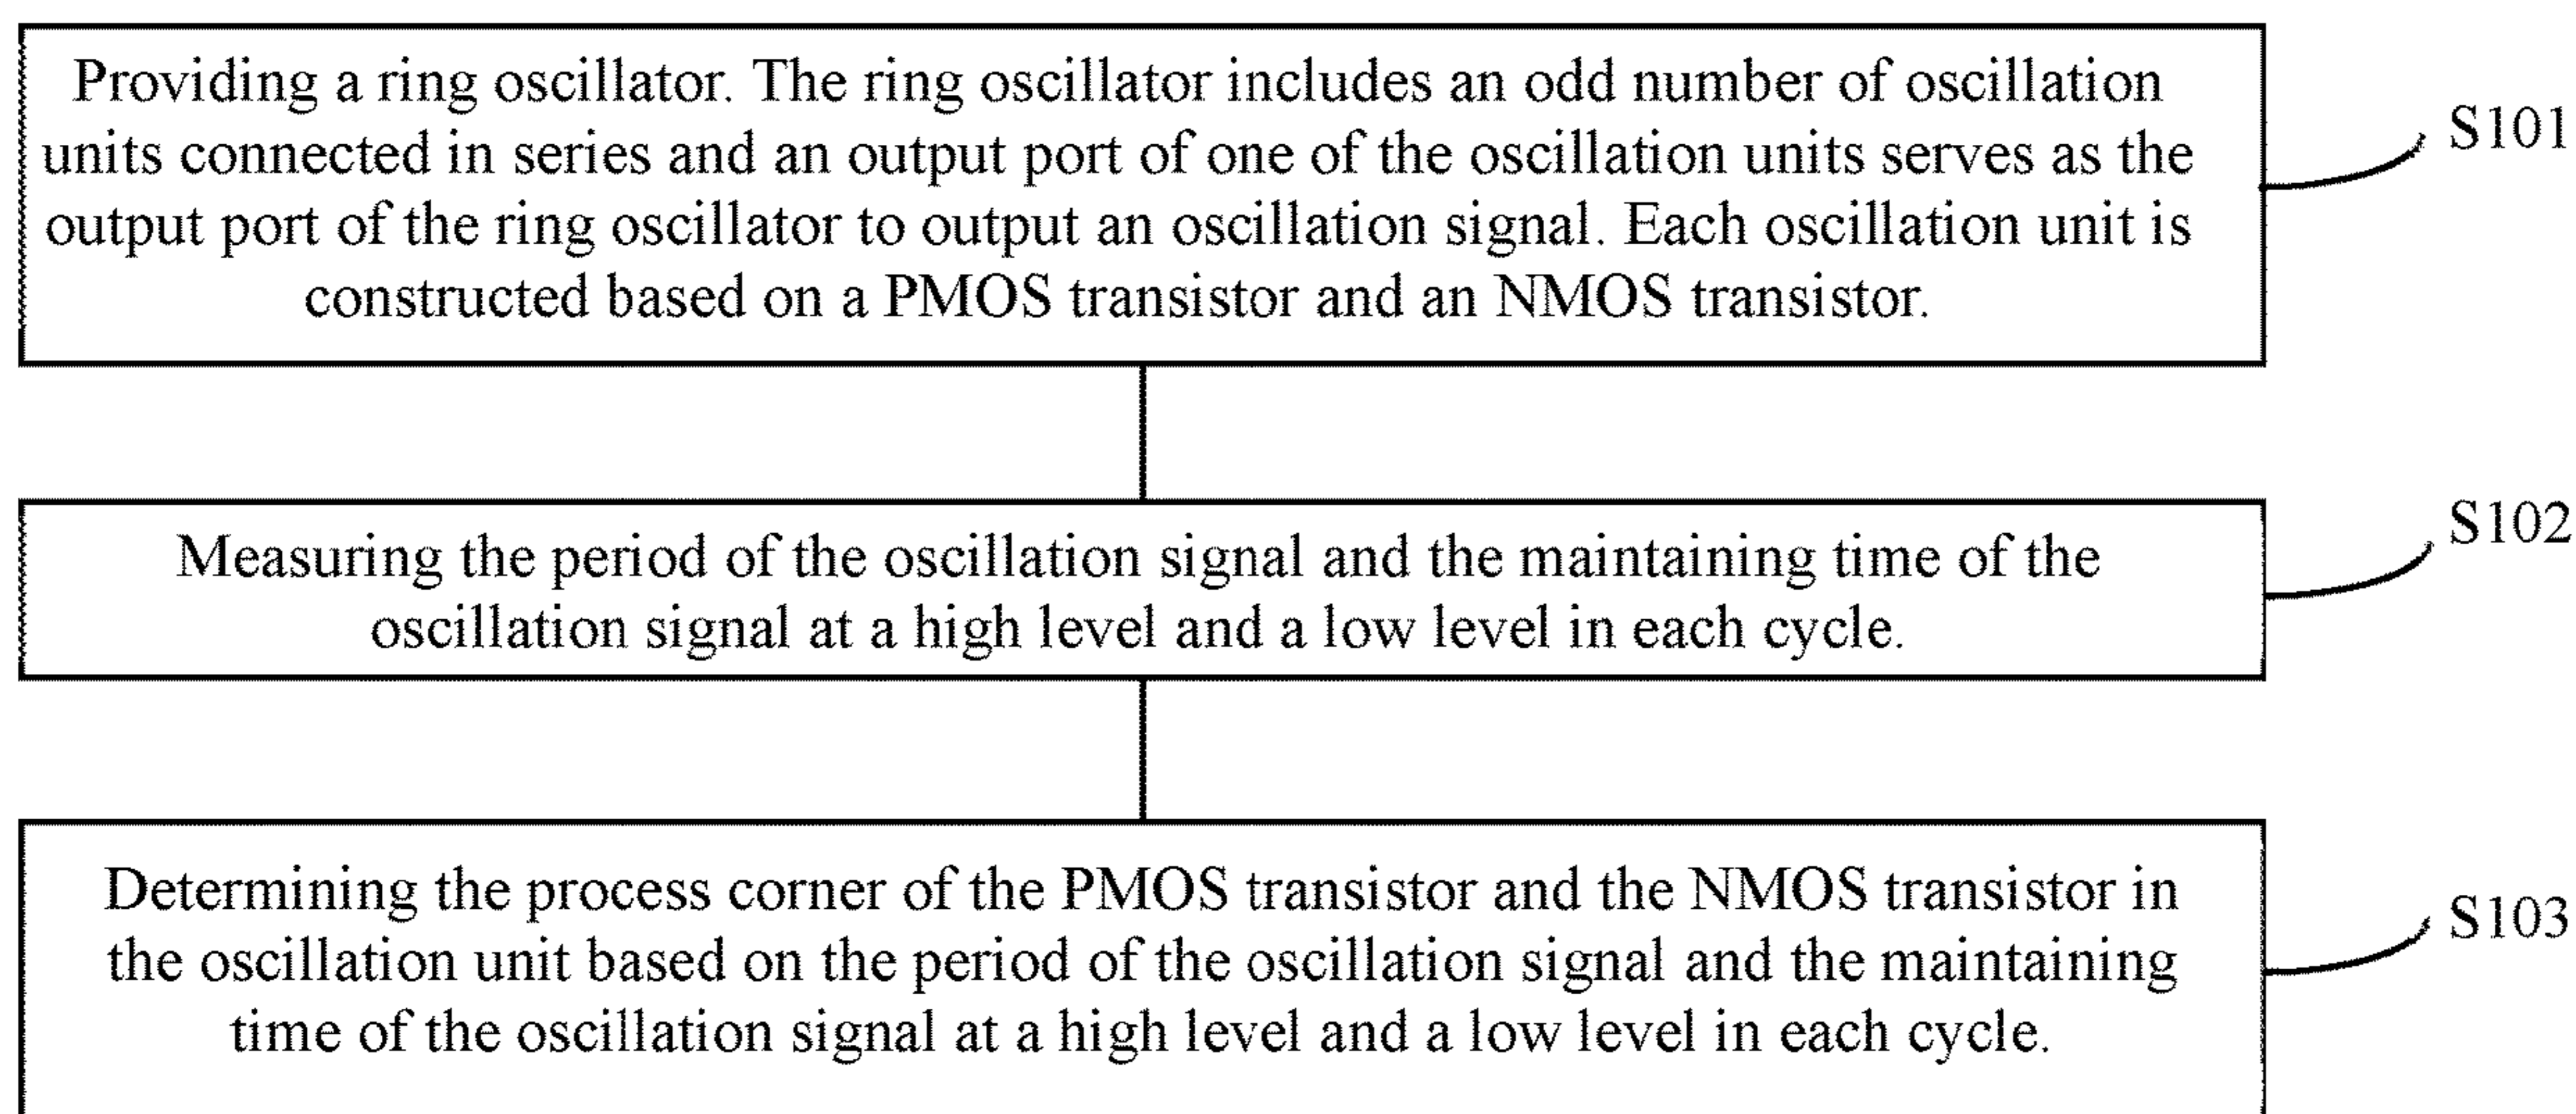 Providing a ring oscillator. The ring oscillator includes an odd number of oscillation
units connected in series and an output port of one of the oscillation units serves as the
output port of the ring oscillator to output an oscillation signal. Each oscillation unit is
constructed based on a PMOS transistor and an NMOS transistor.
S101
Measuring the period of the oscillation signal and the maintaining time of the
oscillation signal at a high level and a low level in each cycle.
S102
Determining the process corner of the PMOS transistor and the NMOS transistor in
the oscillation unit based on the period of the oscillation signal and the maintaining
time of the oscillation signal at a high level and a low level in each cycle.
S103